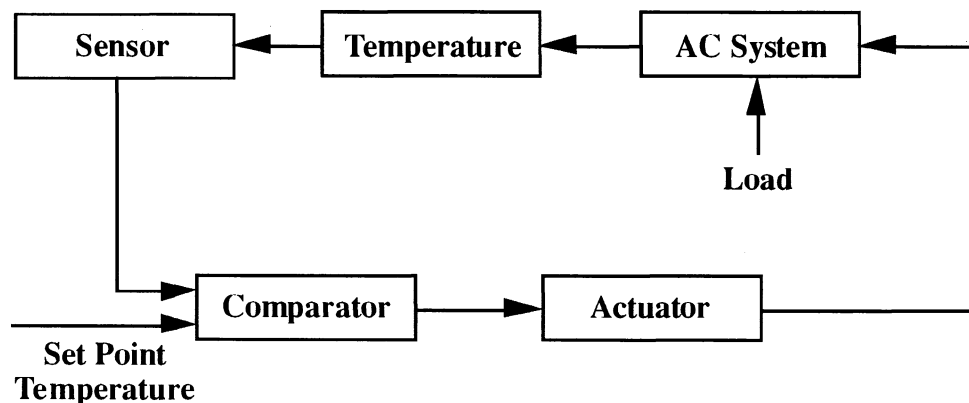 Sensor
Temperature
AC System
Load
Comparator
Actuator
Set Point
Temperature